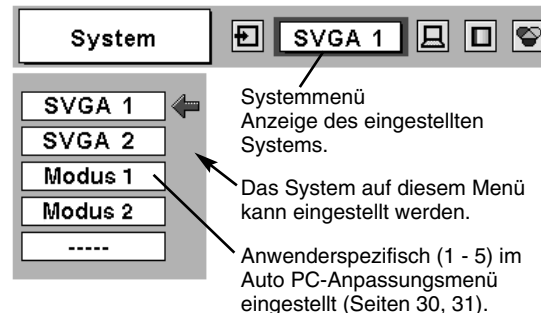 System
SVGA 1
SVGA 1
SVGA 2
Modus 1
Modus 2
-----
Systemmenü
Anzeige des eingestellten
Systems.
Das System auf diesem Menü
kann eingestellt werden.
Anwenderspezifisch (1 - 5) im
Auto PC-Anpassungsmenü
eingestellt (Seiten 30, 31).